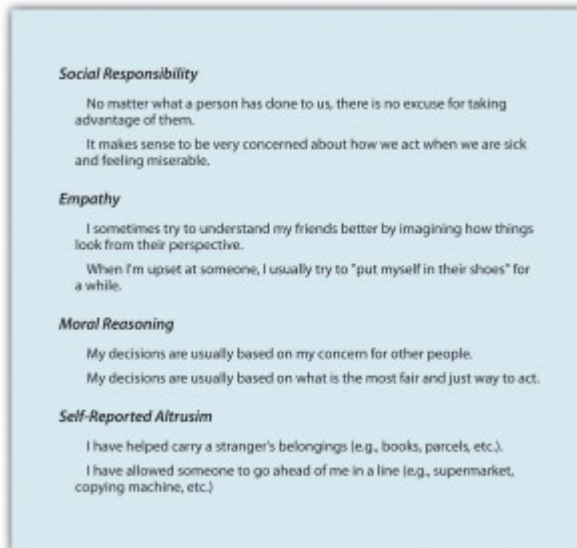 Social Responsibility
No matter what a person has done to us, there is no excuse for taking
advantage of them.
It makes sense to be very concerned about how we act when we are sick
and feeling miserable.
Empathy
I sometimes try to understand my friends better by imagining how things
look from their perspective.
When I'm upset at someone, I usually try to "put myself in their shoes" for
a while.
Moral Reasoning
My decisions are usually based on my concern for other people.
My decisions are usually based on what is the most fair and just way to act.
Self-Reported Altrusim
I have helped carry a stranger's belongings (e.g., books, parcels, etc.).
I have allowed someone to go ahead of me in a line (e.g., supermarket,
copying machine, etc.)